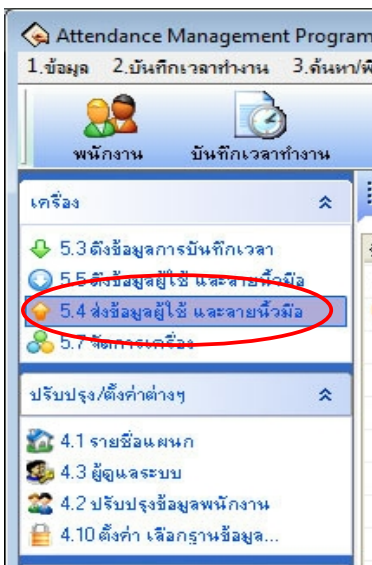 Attendance Management Program
1.ข้อมูล 2.บันทึกเวลาทำงาน 3.ค้นหา/พิ
พนักงาน บันทึกเวลาทำงาน
เครื่อง
5.3 ดึงข้อมูลการบันทึกเวลา
5.5 ดึงข้อมูลผู้ใช้ และลายนิ้วมือ
5.4 ส่งข้อมูลผู้ใช้ และลายนิ้วมือ
5.7 จัดการเครื่อง
ปรับปรุง/ตั้งค่าต่างๆ
4.1 รายชื่อแผนก
4.3 ผู้ดูแลระบบ
4.2 ปรับปรุงข้อมูลพนักงาน
4.10 ตั้งค่า เลือกฐานข้อมูล...